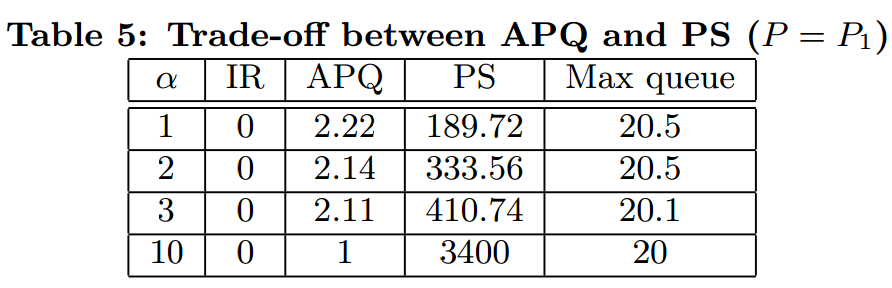 Table 5: Trade-off between APQ and PS (P = P₁)
α IR APQ PS Max queue
1 0 2.22 189.72 20.5
2 0 2.14 333.56 20.5
3 0 2.11 410.74 20.1
10 0 1 3400 20